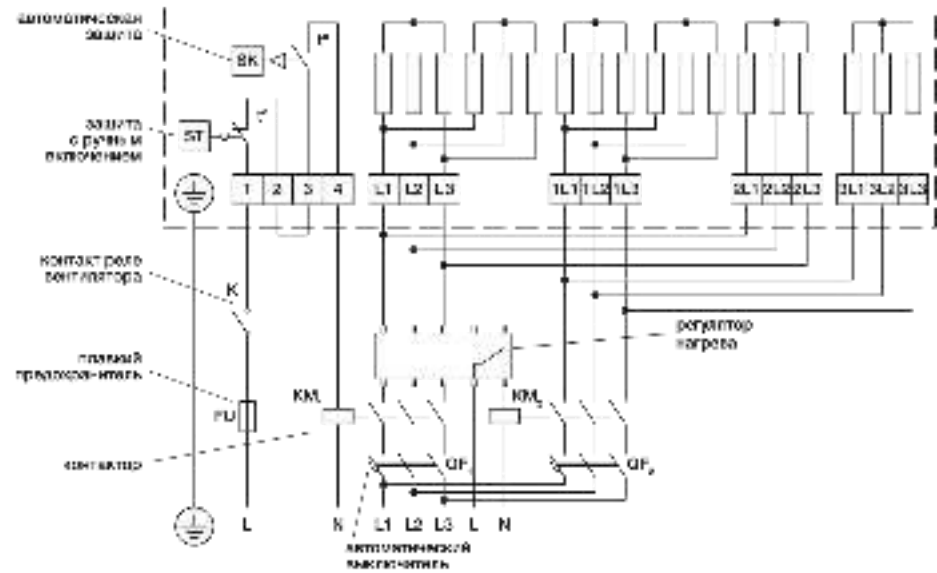 автоматическая
защита
t°
SK
t°
ST
защита
с ручным
включением
1 2 3 4
L1 L2 L3
1L1 1L2 1L3
2L1 2L2 2L3
3L1 3L2 3L3
контакт реле
вентилятора
K
регулятор
нагрева
плавкий
предохранитель
FU
KM₁
KM₂
контактор
QF₁
QF₂
L
N
L1 L2 L3 L N
автоматический
выключатель